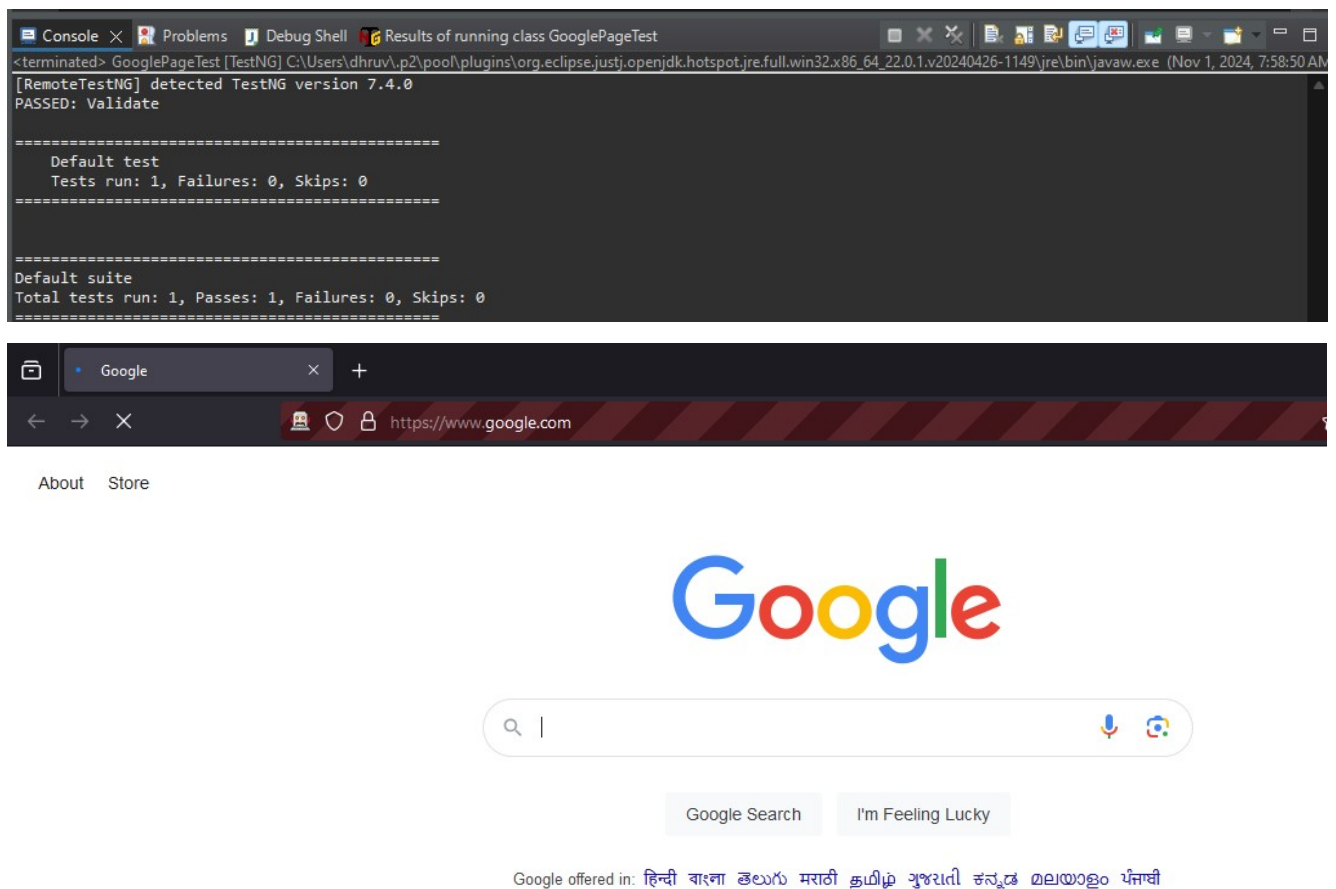 Console Problems Debug Shell Results of running class GooglePageTest
<terminated> GooglePageTest [TestNG] C:\Users\dhruv\.p2\pool\plugins\org.eclipse.justj.openjdk.hotspot.jre.full.win32.x86_64_22.0.1.v20240426-1149\jre\bin\javaw.exe (Nov 1, 2024, 7:58:50 AM
[RemoteTestNG] detected TestNG version 7.4.0
PASSED: Validate
===============================================
Default test
Tests run: 1, Failures: 0, Skips: 0
===============================================
===============================================
Default suite
Total tests run: 1, Passes: 1, Failures: 0, Skips: 0
===============================================
Google
https://www.google.com
About Store
Google
Google Search I'm Feeling Lucky
Google offered in: हिन्दी বাংলা తెలుగు मराठी தமிழ் ગુજરાતી ಕನ್ನಡ മലയാളം ਪੰਜਾਬੀ